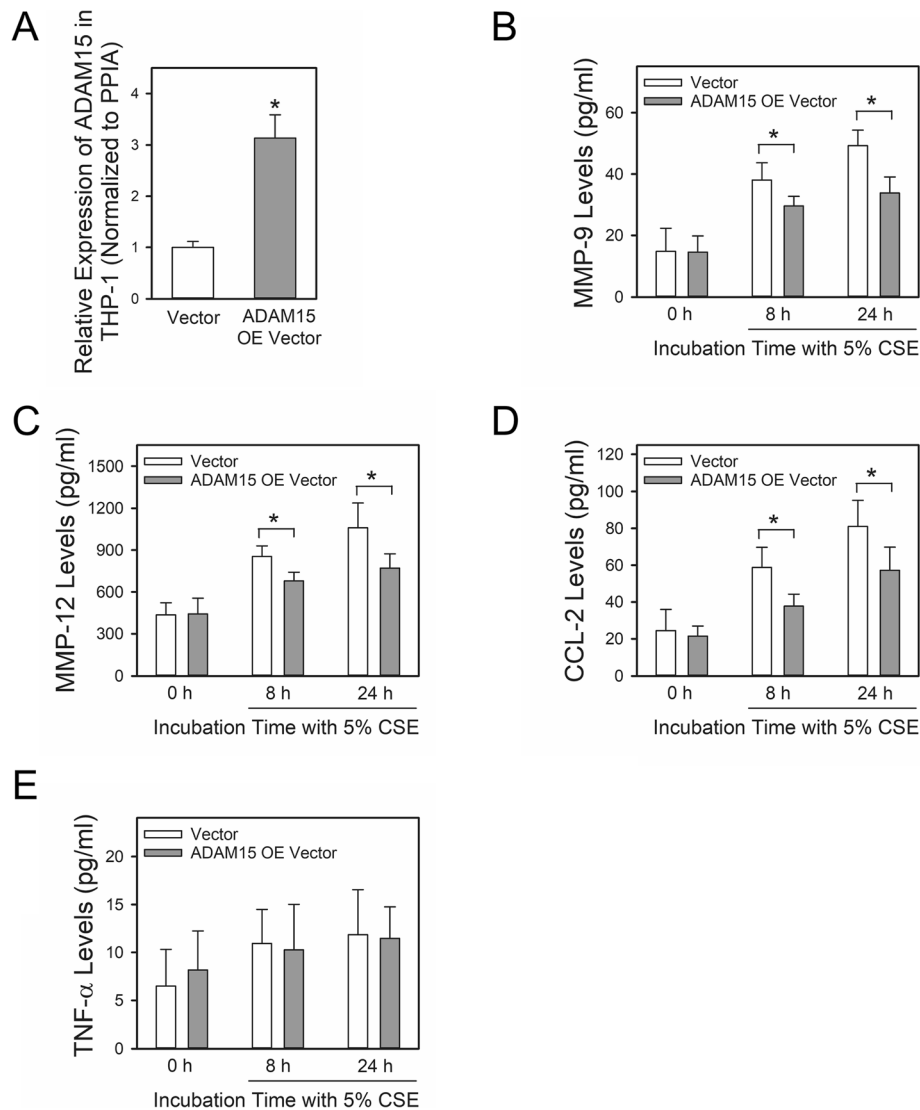 A
Relative Expression of ADAM15 in
THP-1 (Normalized to PPIA)
4
3
2
1
0
*
Vector
ADAM15
OE Vector
B
MMP-9 Levels (pg/ml)
60
40
20
0
Vector
ADAM15 OE Vector
*
*
0 h
8 h
24 h
Incubation Time with 5% CSE
C
MMP-12 Levels (pg/ml)
1500
1200
900
600
300
0
Vector
ADAM15 OE Vector
*
*
0 h
8 h
24 h
Incubation Time with 5% CSE
D
CCL-2 Levels (pg/ml)
120
100
80
60
40
20
0
Vector
ADAM15 OE Vector
*
*
0 h
8 h
24 h
Incubation Time with 5% CSE
E
TNF-α Levels (pg/ml)
20
15
10
5
0
Vector
ADAM15 OE Vector
0 h
8 h
24 h
Incubation Time with 5% CSE